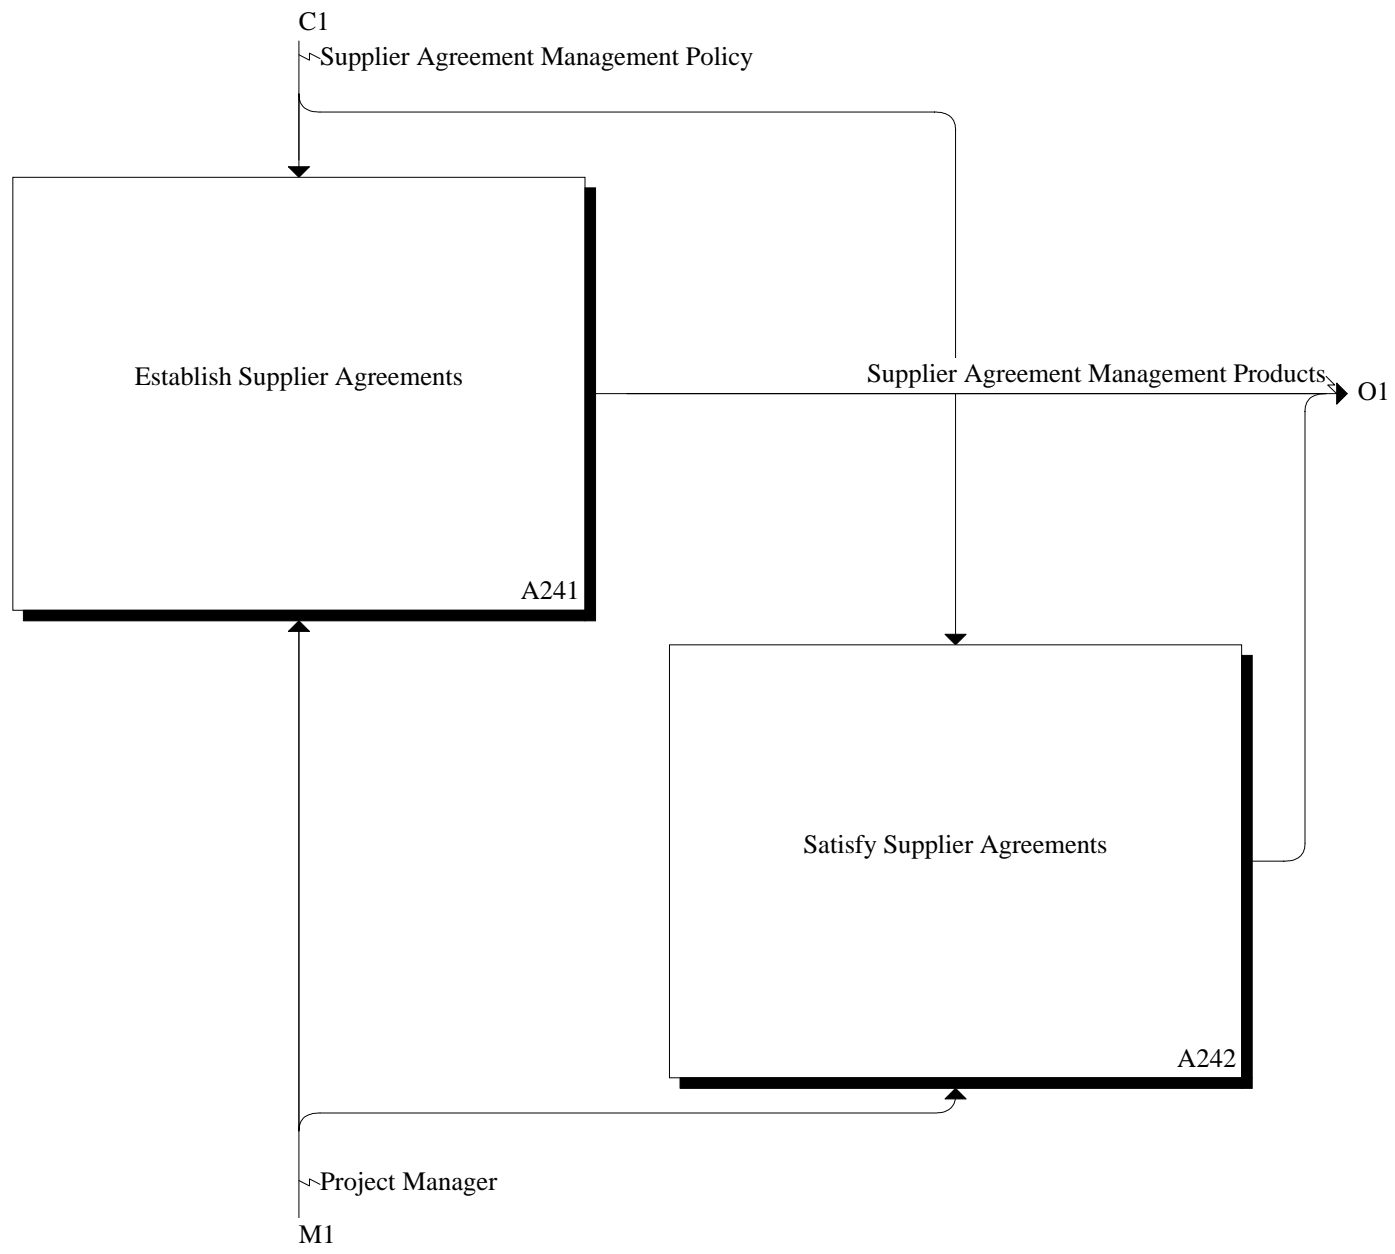 C1
Supplier Agreement Management Policy
Establish Supplier Agreements
Supplier Agreement Management Products
O1
A241
Satisfy Supplier Agreements
A242
Project Manager
M1